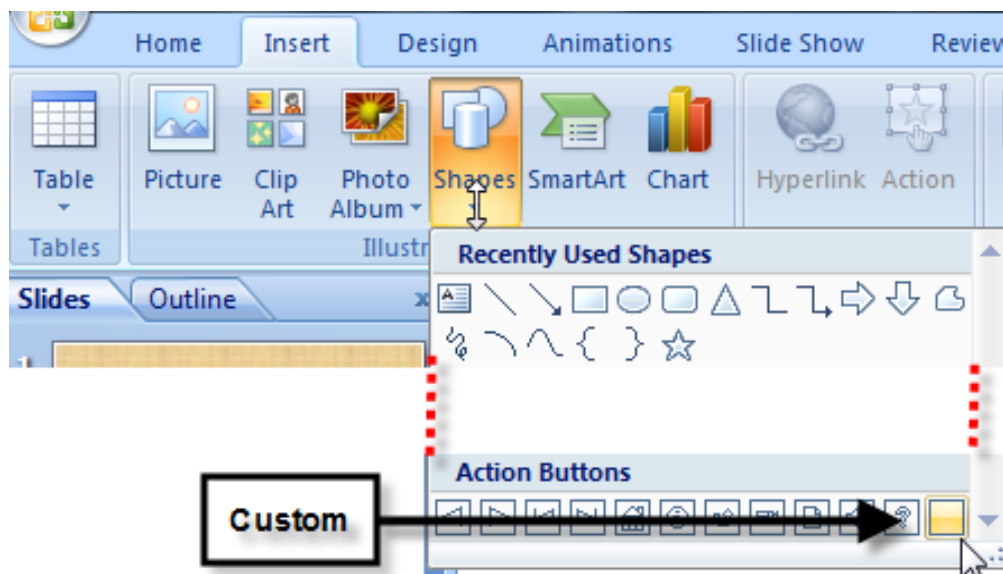 Home Insert Design Animations Slide Show Review
Table Picture Clip Art Photo Album Shapes SmartArt Chart Hyperlink Action
Tables Illustr
Recently Used Shapes
Slides Outline x
A
1
Action Buttons
Custom
?